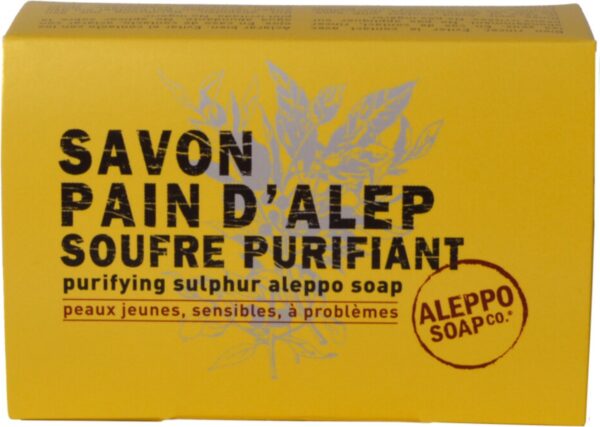 SAVON
PAIN D'ALEP
SOUFRE PURIFIANT
purifying sulphur aleppo soap
peaux jeunes, sensibles, à problèmes
ALEPPO
SOAP CO.®